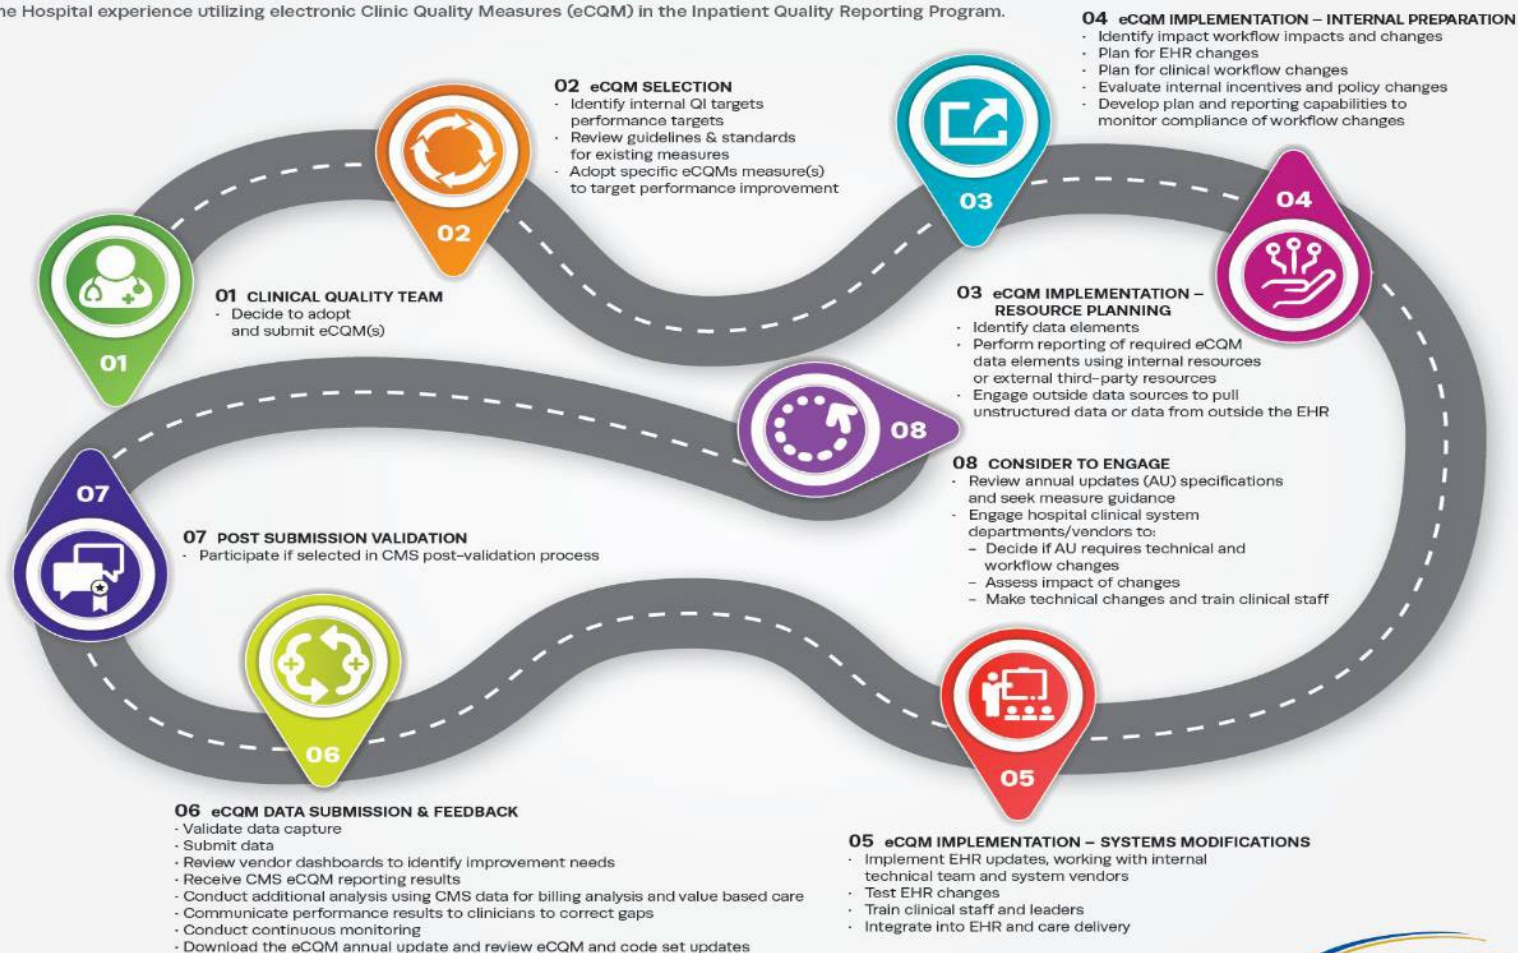 he Hospital experience utilizing electronic Clinic Quality Measures (eCQM) in the Inpatient Quality Reporting Program.
01
01 CLINICAL QUALITY TEAM
· Decide to adopt
and submit eCQM(s)
02
02 eCQM SELECTION
· Identify internal QI targets
performance targets
· Review guidelines & standards
for existing measures
· Adopt specific eCQMs measure(s)
to target performance improvement
03
03 eCQM IMPLEMENTATION –
RESOURCE PLANNING
· Identify data elements
· Perform reporting of required eCQM
data elements using internal resources
or external third-party resources
· Engage outside data sources to pull
unstructured data or data from outside the EHR
04
04 eCQM IMPLEMENTATION – INTERNAL PREPARATION
· Identify impact workflow impacts and changes
· Plan for EHR changes
· Plan for clinical workflow changes
· Evaluate internal incentives and policy changes
· Develop plan and reporting capabilities to
monitor compliance of workflow changes
05
05 eCQM IMPLEMENTATION – SYSTEMS MODIFICATIONS
· Implement EHR updates, working with internal
technical team and system vendors
· Test EHR changes
· Train clinical staff and leaders
· Integrate into EHR and care delivery
06
06 eCQM DATA SUBMISSION & FEEDBACK
· Validate data capture
· Submit data
· Review vendor dashboards to identify improvement needs
· Receive CMS eCQM reporting results
· Conduct additional analysis using CMS data for billing analysis and value based care
· Communicate performance results to clinicians to correct gaps
· Conduct continuous monitoring
· Download the eCQM annual update and review eCQM and code set updates
07
07 POST SUBMISSION VALIDATION
· Participate if selected in CMS post-validation process
08
08 CONSIDER TO ENGAGE
· Review annual updates (AU) specifications
and seek measure guidance
· Engage hospital clinical system
departments/vendors to:
– Decide if AU requires technical and
workflow changes
– Assess impact of changes
– Make technical changes and train clinical staff